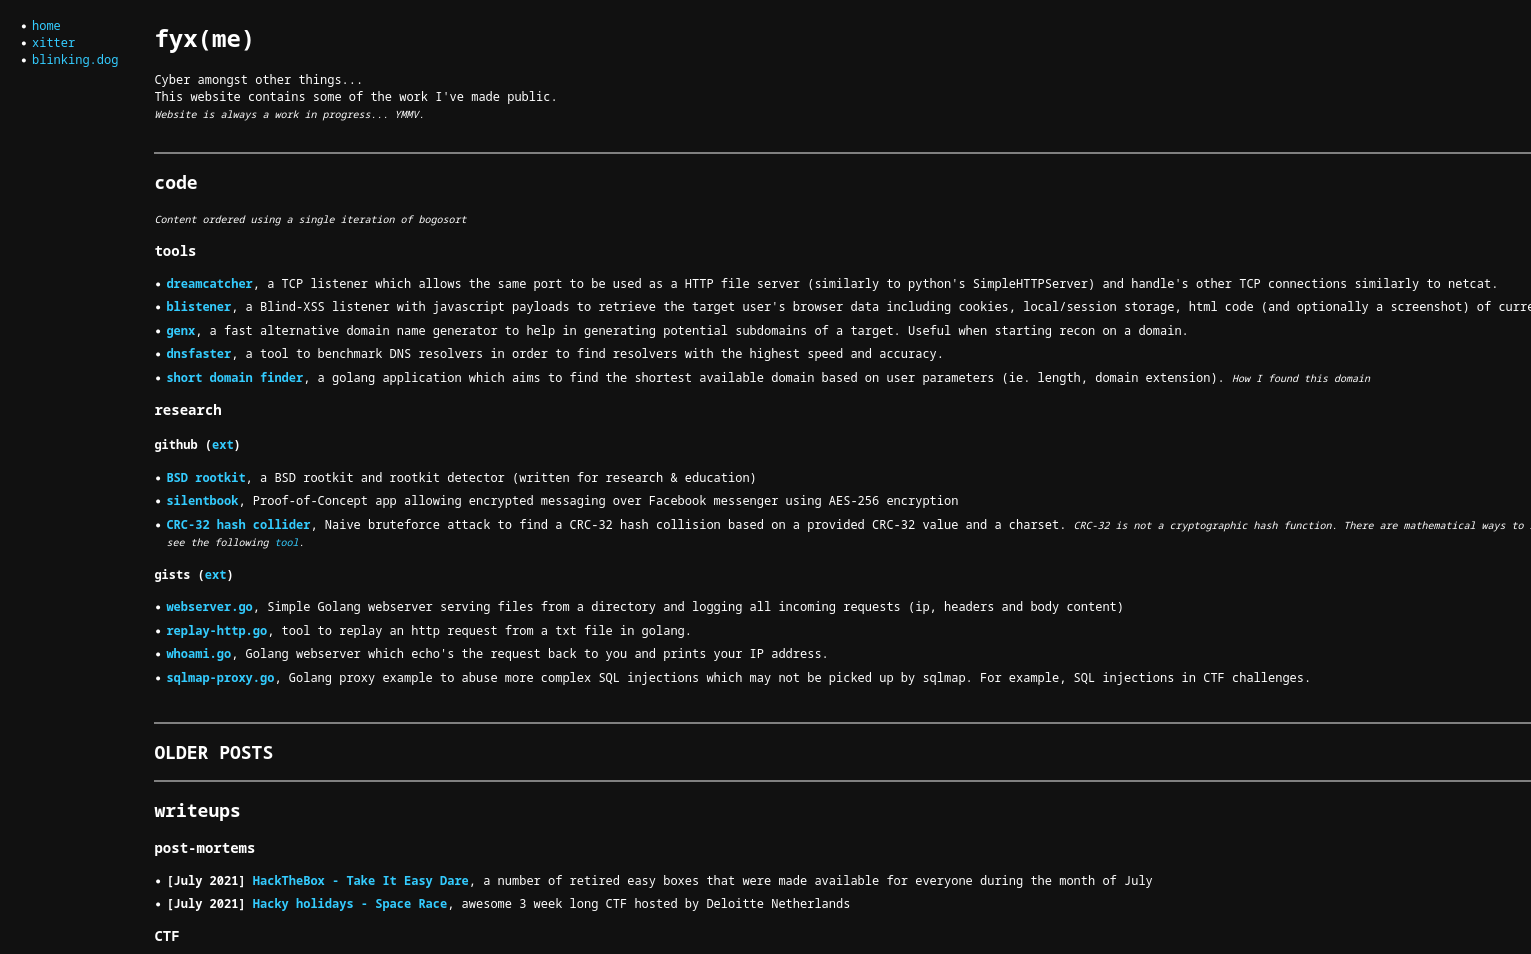 • home
• xitter
• blinking.dog
fyx(me)
Cyber amongst other things...
This website contains some of the work I've made public.
Website is always a work in progress... YMMV.
code
Content ordered using a single iteration of bogosort
tools
• dreamcatcher, a TCP listener which allows the same port to be used as a HTTP file server (similarly to python's SimpleHTTPServer) and handle's other TCP connections similarly to netcat.
• blistener, a Blind-XSS listener with javascript payloads to retrieve the target user's browser data including cookies, local/session storage, html code (and optionally a screenshot) of
• genx, a fast alternative domain name generator to help in generating potential subdomains of a target. Useful when starting recon on a domain.
• dnsfaster, a tool to benchmark DNS resolvers in order to find resolvers with the highest speed and accuracy.
• short domain finder, a golang application which aims to find the shortest available domain based on user parameters (ie. length, domain extension). How I found this domain
research
github (ext)
• BSD rootkit, a BSD rootkit and rootkit detector (written for research & education)
• silentbook, Proof-of-Concept app allowing encrypted messaging over Facebook messenger using AES-256 encryption
• CRC-32 hash collider, Naive bruteforce attack to find a CRC-32 hash collision based on a provided CRC-32 value and a charset. CRC-32 is not a cryptographic hash function. There are mathematical ways to
see the following tool.
gists (ext)
• webserver.go, Simple Golang webserver serving files from a directory and logging all incoming requests (ip, headers and body content)
• replay-http.go, tool to replay an http request from a txt file in golang.
• whoami.go, Golang webserver which echo's the request back to you and prints your IP address.
• sqlmap-proxy.go, Golang proxy example to abuse more complex SQL injections which may not be picked up by sqlmap. For example, SQL injections in CTF challenges.
OLDER POSTS
writeups
post-mortems
• [July 2021] HackTheBox - Take It Easy Dare, a number of retired easy boxes that were made available for everyone during the month of July
• [July 2021] Hacky holidays - Space Race, awesome 3 week long CTF hosted by Deloitte Netherlands
CTF